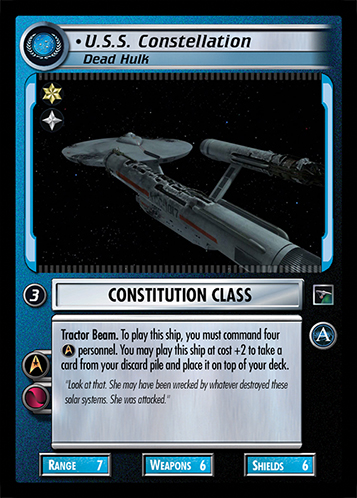 • U.S.S. Constellation
Dead Hulk
3
CONSTITUTION CLASS
Tractor Beam. To play this ship, you must command four
A personnel. You may play this ship at cost +2 to take a
card from your discard pile and place it on top of your deck.
"Look at that. She may have been wrecked by whatever destroyed these
solar systems. She was attacked."
A
RANGE 7 WEAPONS 6 SHIELDS 6